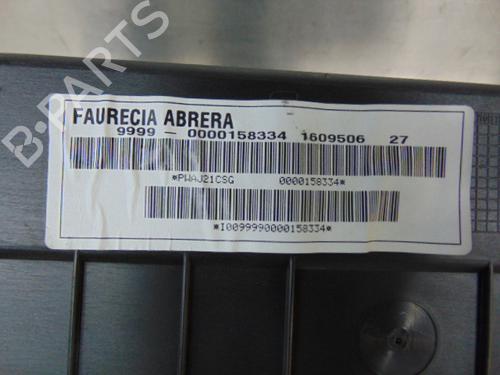 B-PARTS
FAURECIA ABRERA
9999 - 0000158334 1609506 27
*PWAJ21CSG 0000158334*
*I0099990000158334*